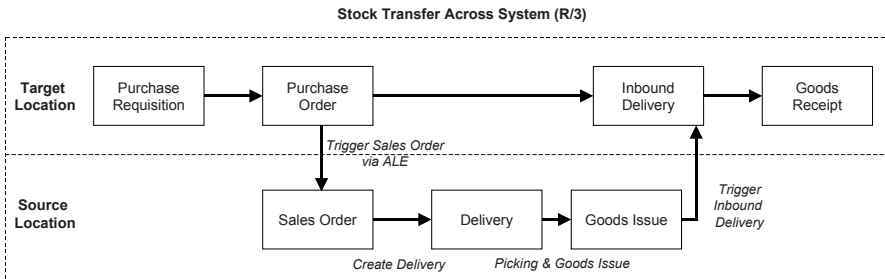 Stock Transfer Across System (R/3)
Target
Location
Purchase
Requisition
Purchase
Order
Inbound
Delivery
Goods
Receipt
Trigger Sales Order
via ALE
Source
Location
Sales Order
Delivery
Goods Issue
Trigger
Inbound
Delivery
Create Delivery
Picking & Goods Issue